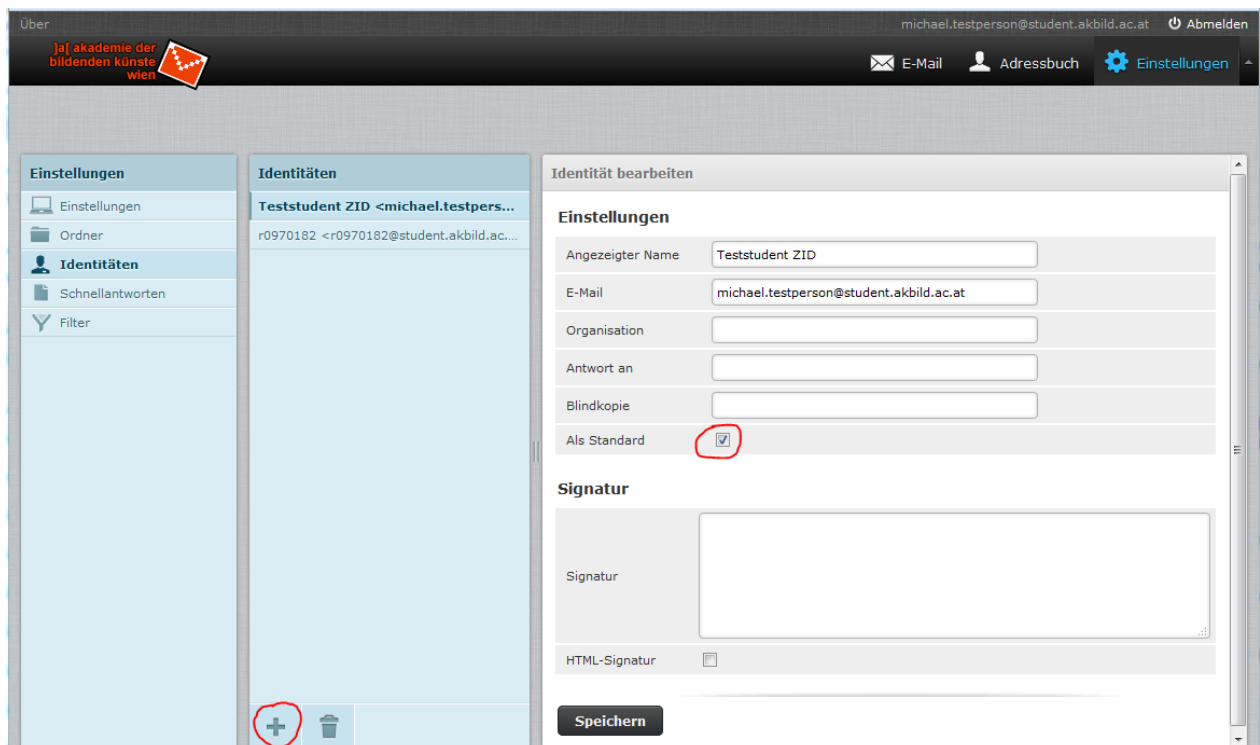 Über
michael.testperson@student.akbild.ac.at Abmelden
]a[ akademie der
bildenden künste
wien
E-Mail Adressbuch Einstellungen
Einstellungen
Einstellungen
Ordner
Identitäten
Schnellantworten
Filter
Identitäten
Teststudent ZID <michael.testpers...
r0970182 <r0970182@student.akbild.ac....
Identität bearbeiten
Einstellungen
Angezeigter Name Teststudent ZID
E-Mail michael.testperson@student.akbild.ac.at
Organisation
Antwort an
Blindkopie
Als Standard
Signatur
Signatur
HTML-Signatur
Speichern